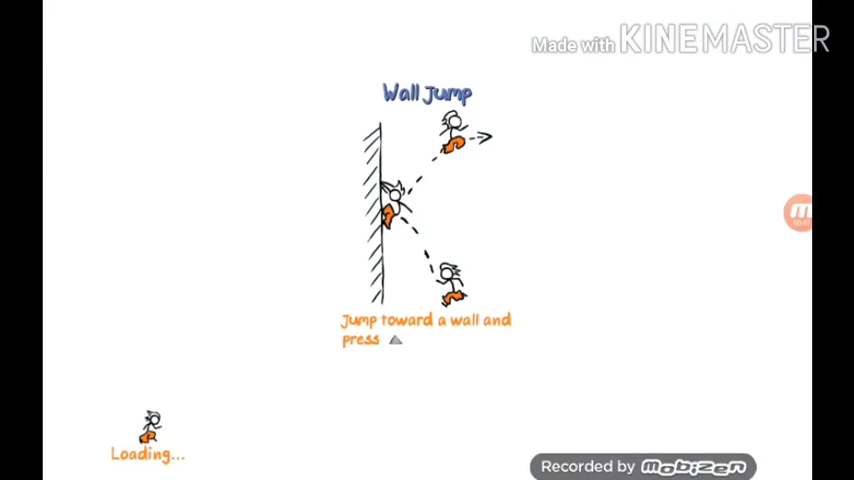 Made with KINEMASTER
Wall Jump
Jump toward a wall and
press
Loading...
Recorded by mobizen